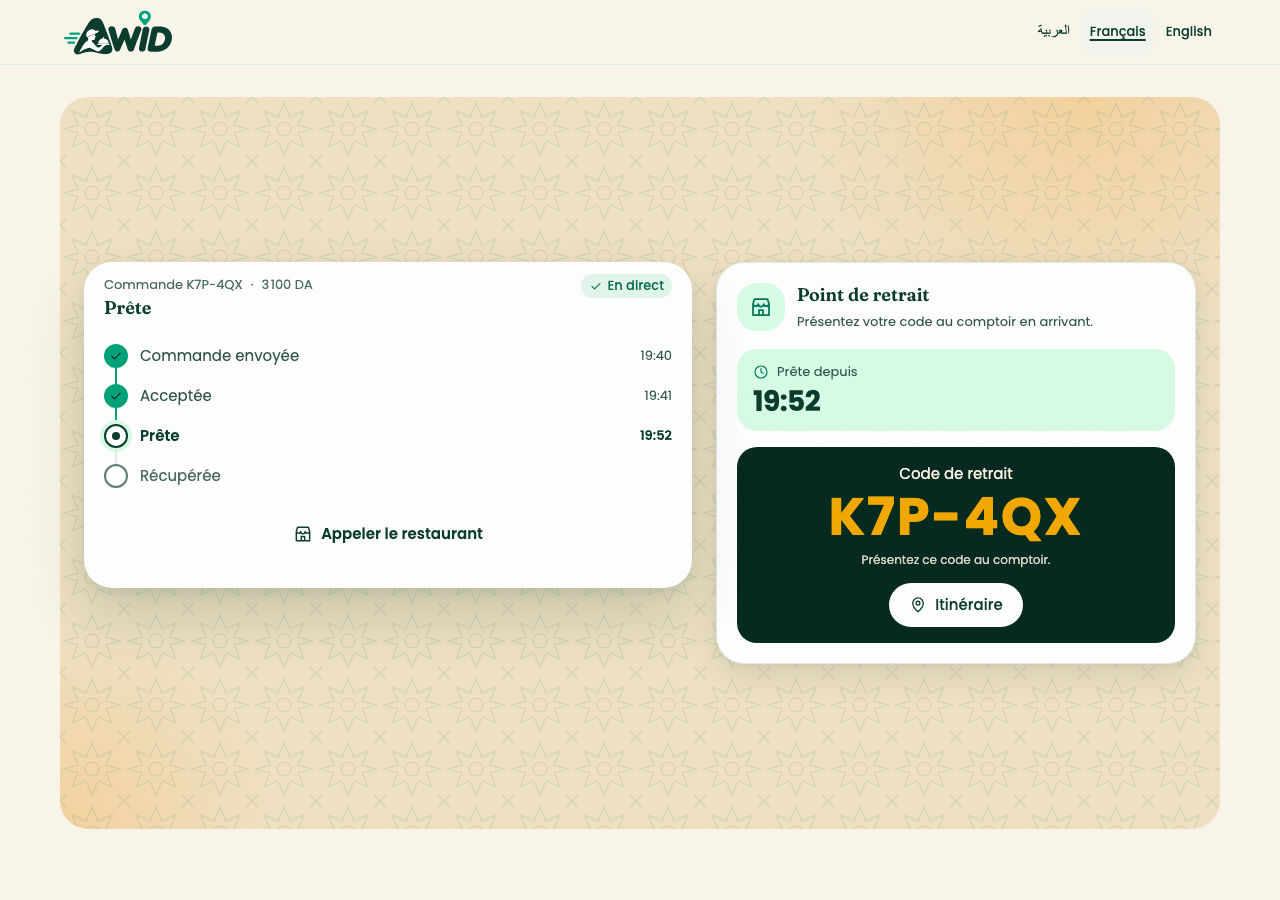 AWID
العربية
Français
English
Commande K7P-4QX · 3 100 DA
En direct
Prête
Commande envoyée 19:40
Acceptée 19:41
Prête 19:52
Récupérée
Appeler le restaurant
Point de retrait
Présentez votre code au comptoir en arrivant.
Prête depuis
19:52
Code de retrait
K7P-4QX
Présentez ce code au comptoir.
Itinéraire